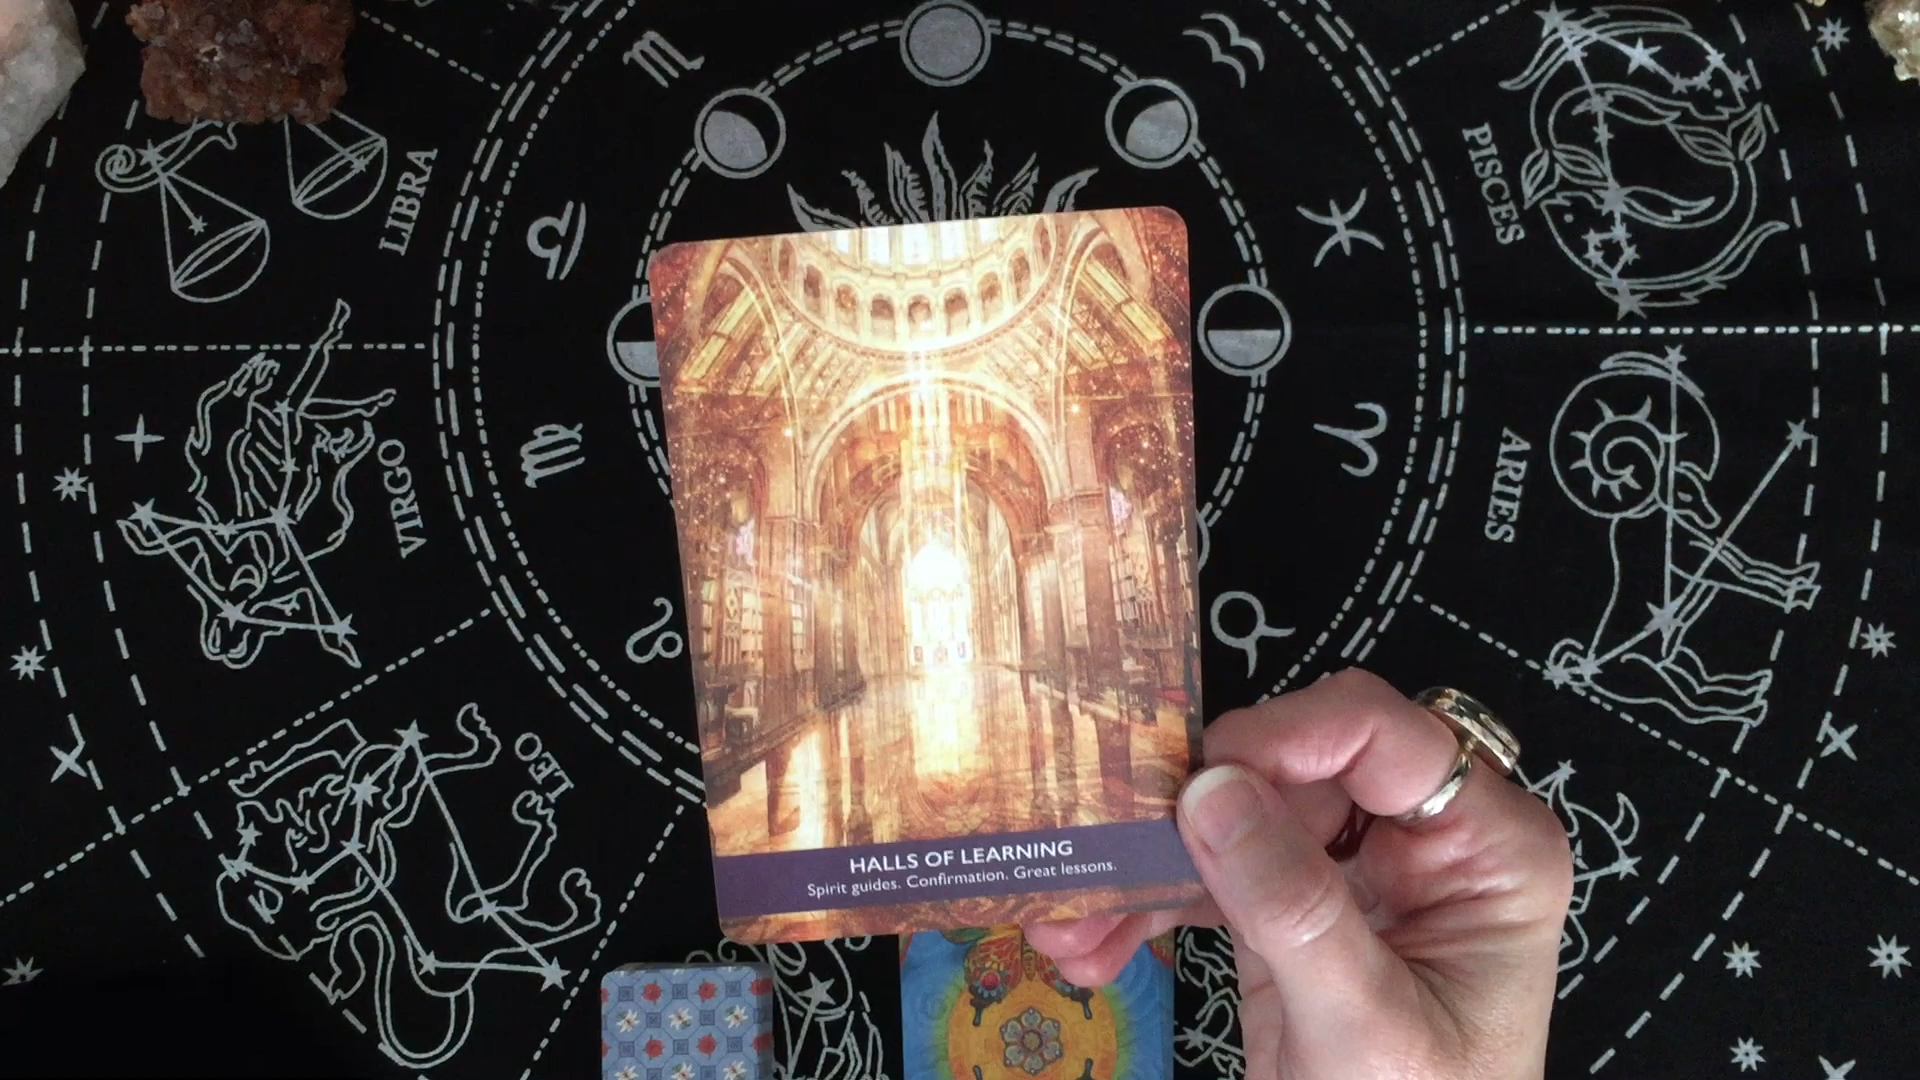 LIBRA
PISCES
VIRGO
ARIES
LEO
HALLS OF LEARNING
Spirit guides. Confirmation. Great lessons.